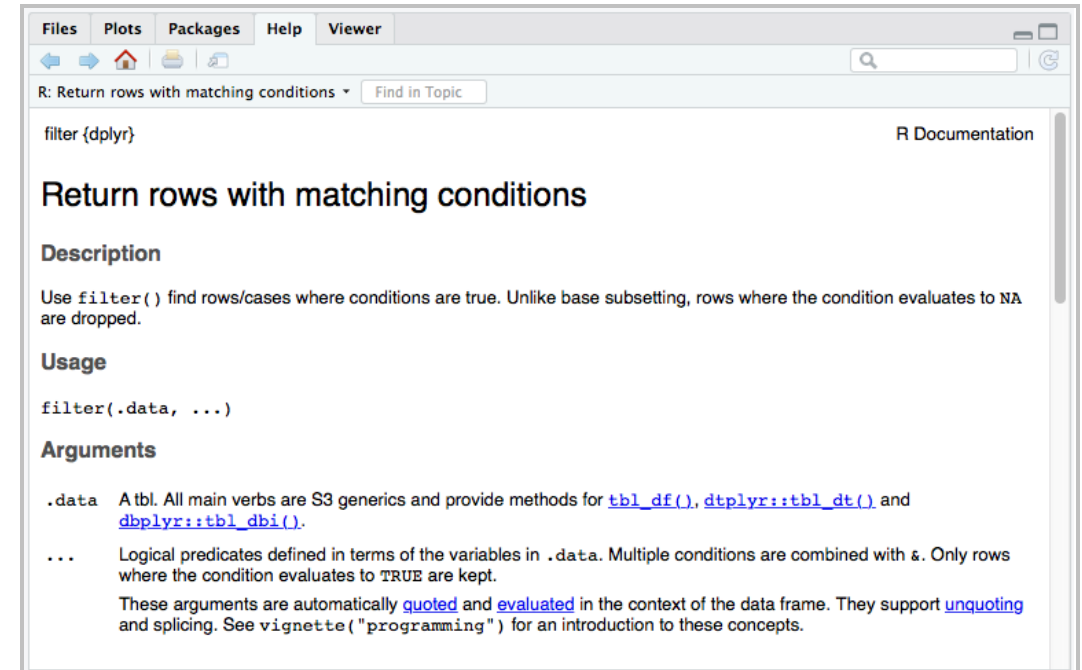 Files Plots Packages Help Viewer
R: Return rows with matching conditions Find in Topic
filter {dplyr} R Documentation
Return rows with matching conditions
Description
Use filter() find rows/cases where conditions are true. Unlike base subsetting, rows where the condition evaluates to NA
are dropped.
Usage
filter(.data, ...)
Arguments
.data A tbl. All main verbs are S3 generics and provide methods for tbl_df(), dtplyr::tbl_dt() and
dbplyr::tbl_dbi().
... Logical predicates defined in terms of the variables in .data. Multiple conditions are combined with &. Only rows
where the condition evaluates to TRUE are kept.
These arguments are automatically quoted and evaluated in the context of the data frame. They support unquoting
and splicing. See vignette("programming") for an introduction to these concepts.